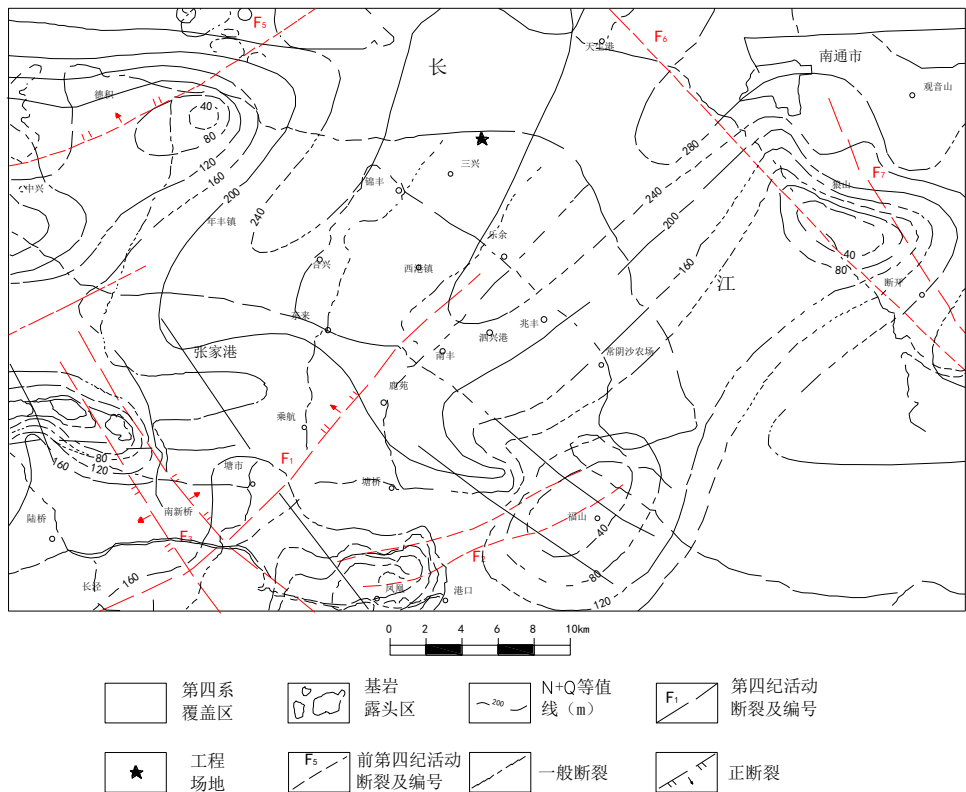 F5
F6
长
天生港
南通市
观音山
德积
40
80
120
160
200
240
280
240
200
160
三兴
锦丰
中兴
年丰镇
乐余
狼山
F7
40
80
断开
合兴
西港镇
江
泗兴港
兆丰
南丰
常阴沙农场
张家港
鹿苑
乘航
F1
160
120
80
塘市
塘桥
南新桥
陆桥
福山
40
80
120
长泾
160
凤凰
港口
0 2 4 6 8 10km
第四系
覆盖区
基岩
露头区
N+Q等值
线（m）
200
F1
第四纪活动
断裂及编号
工程
场地
F5
前第四纪活动
断裂及编号
一般断裂
正断裂